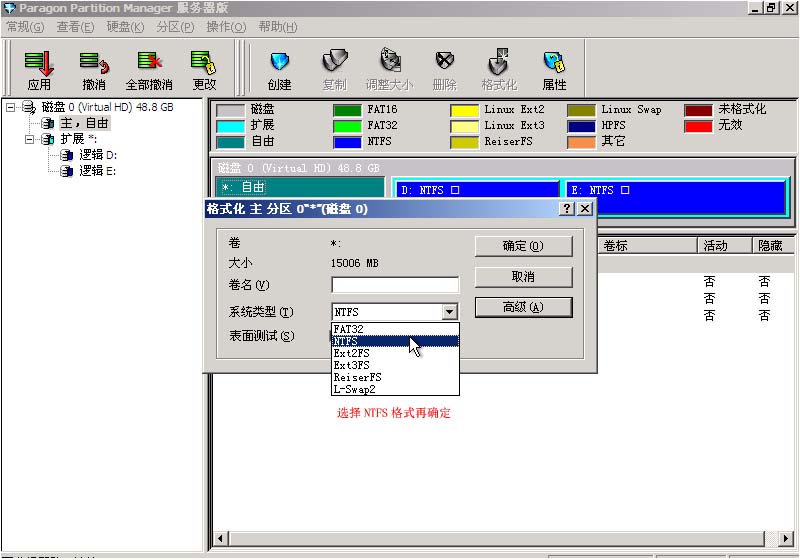 Paragon Partition Manager 服务器版
常规(G) 查看(E) 硬盘(K) 分区(P) 操作(O) 帮助(H)
应用 撤消 全部撤消 更改 创建 复制 调整大小 删除 格式化 属性
磁盘 0 (Virtual HD) 48.8 GB
主, 自由
扩展 *:
逻辑 D:
逻辑 E:
磁盘 FAT16 Linux Ext2 Linux Swap 未格式化
扩展 FAT32 Linux Ext3 HPFS 无效
自由 NTFS ReiserFS 其它
磁盘 0 (Virtual HD) 48.8 GB
*: 自由 D: NTFS E: NTFS
格式化 主 分区 0"*"(磁盘 0)
卷标 活动 隐藏
否
否
否
卷 *:
大小 15006 MB
卷名(V)
系统类型(T) NTFS
表面测试(S)
确定(O)
取消
高级(A)
FAT32
NTFS
Ext2FS
Ext3FS
ReiserFS
L-Swap2
选择 NTFS 格式再确定